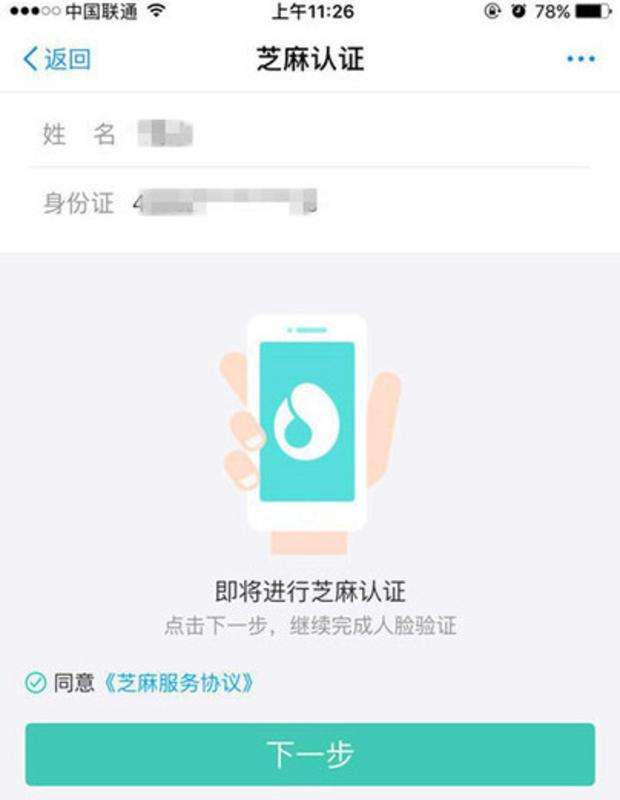 中国联通 上午11:26 78%
返回 芝麻认证 ...
姓 名
身份证 4
即将进行芝麻认证
点击下一步，继续完成人脸验证
同意《芝麻服务协议》
下一步